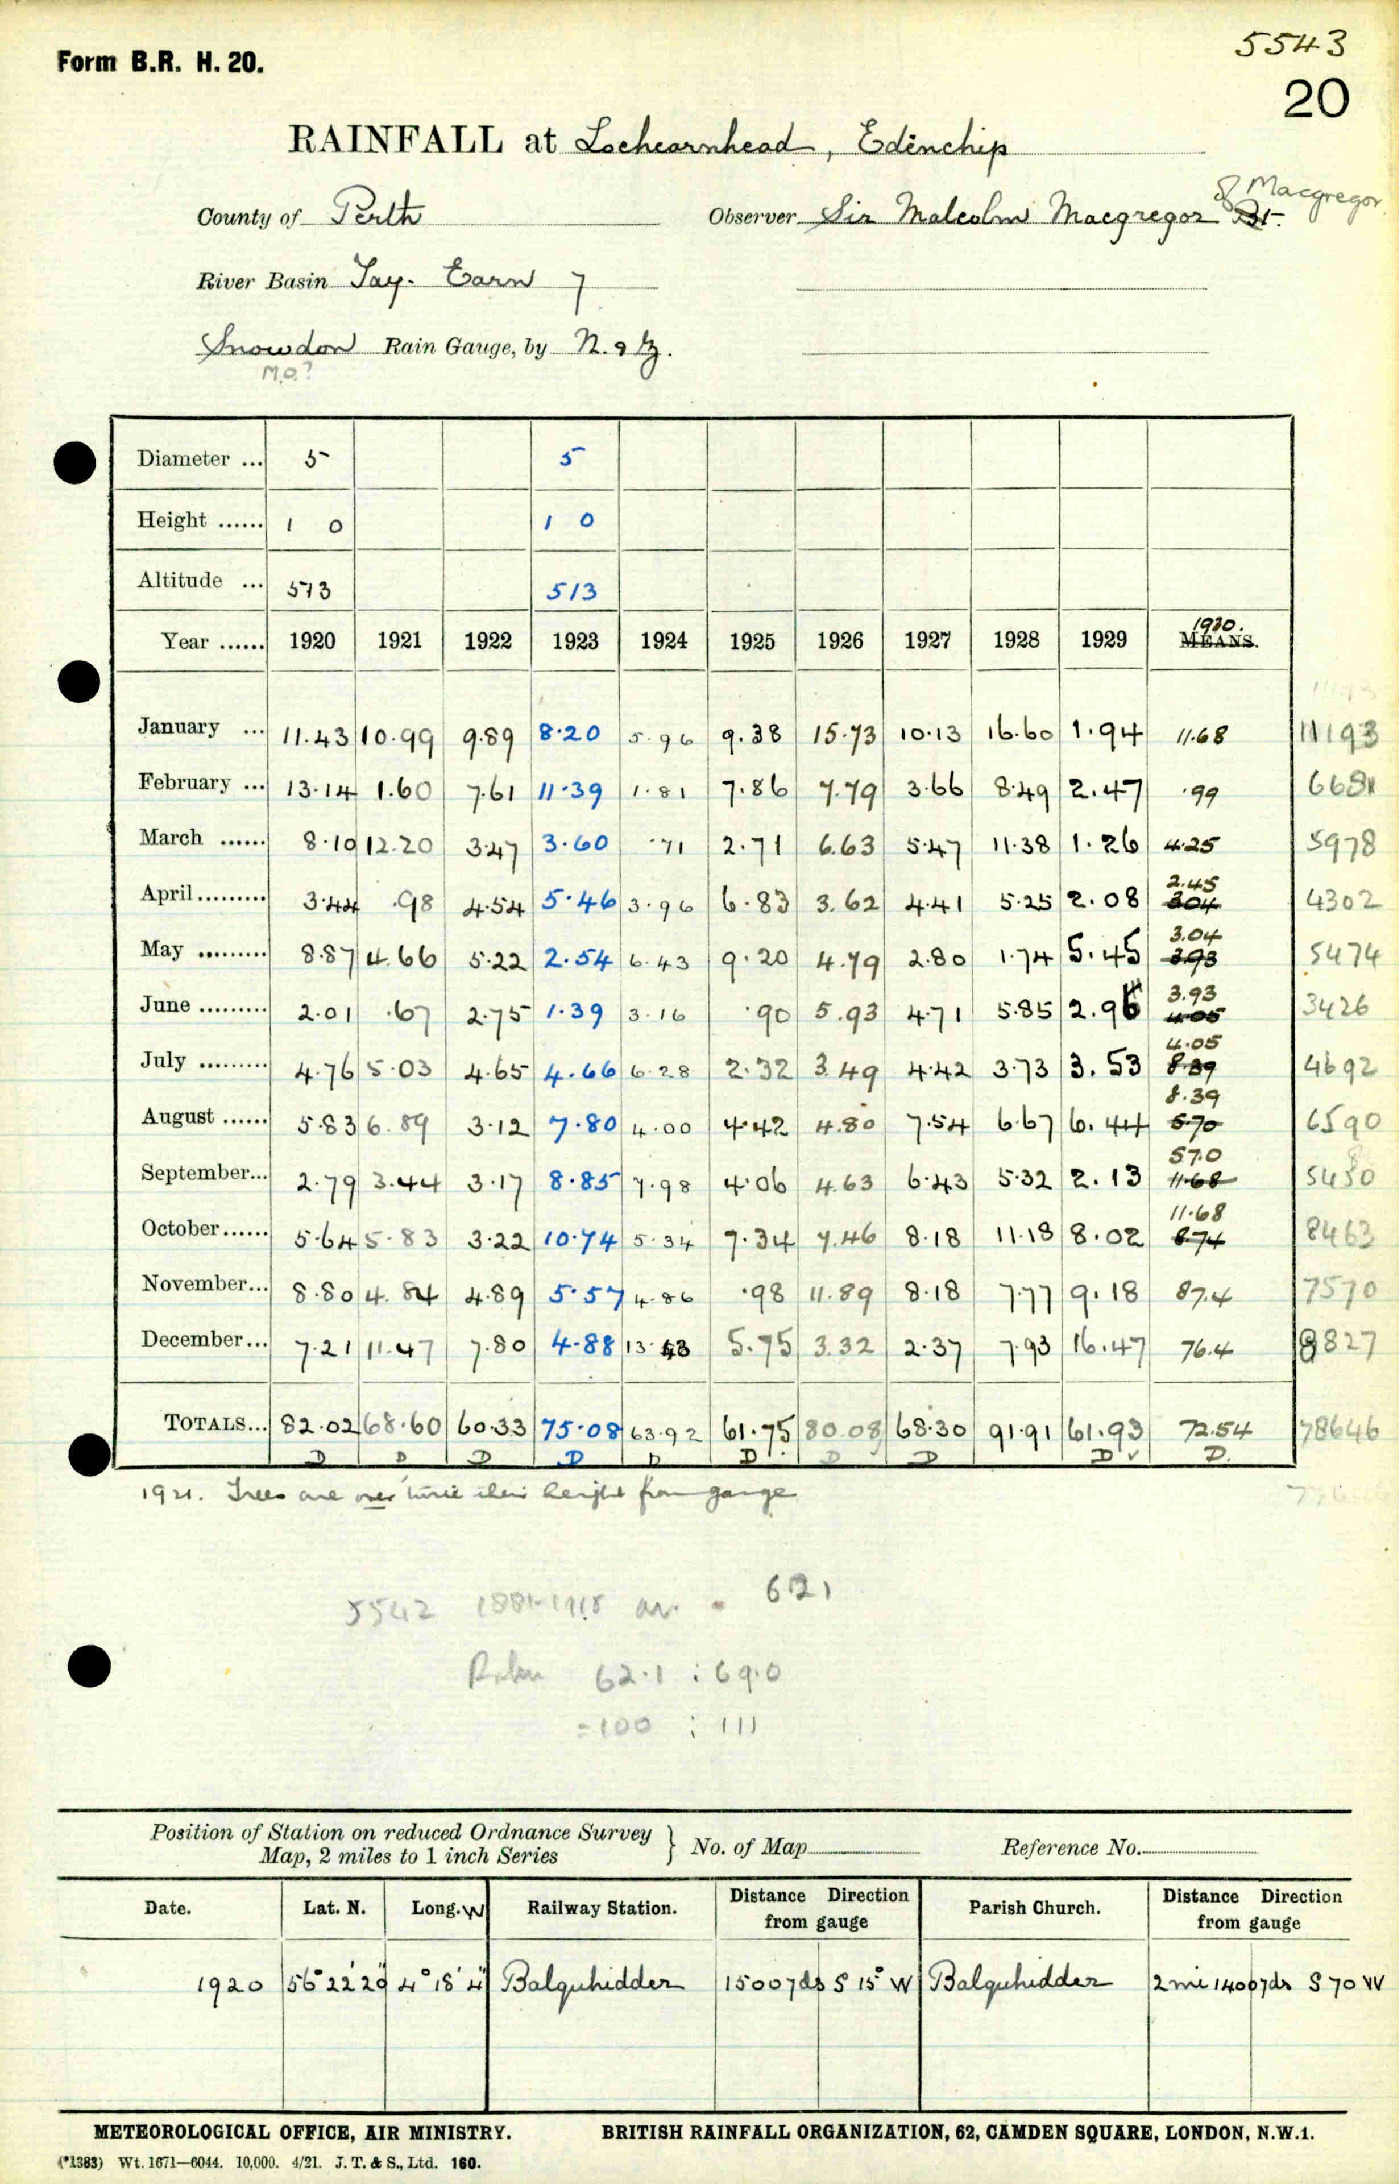 5543
Form B.R. H. 20.
20
RAINFALL at Lochearnhead, Edinchip
of Macgregor
County of Perth Observer Sir Malcolm Macgregor Bt.
River Basin Tay. Earn 7
Snowdon Rain Gauge, by N. & Z.
M.O.?
Diameter ... 5 5
Height ...... 1 0 1 0
Altitude ... 573 513
1930.
Year ...... 1920 1921 1922 1923 1924 1925 1926 1927 1928 1929 MEANS.
January ... 11.43 10.99 9.89 8.20 5.96 9.38 15.73 10.13 16.60 1.94 11.68 11193
February ... 13.14 1.60 7.61 11.39 1.81 7.86 7.79 3.66 8.49 2.47 .99 6681
March ...... 8.10 12.20 3.47 3.60 .71 2.71 6.63 5.47 11.38 1.26 4.25 5978
2.45
April ......... 3.44 .98 4.54 5.46 3.96 6.83 3.62 4.41 5.25 2.08 3.04 4302
3.04
May ......... 8.87 4.66 5.22 2.54 6.43 9.20 4.79 2.80 1.74 5.45 3.93 5474
3.93
June ......... 2.01 .67 2.75 1.39 3.16 .90 5.93 4.71 5.85 2.96 4.05 3426
4.05
July ......... 4.76 5.03 4.65 4.66 6.28 2.32 3.49 4.42 3.73 3.53 8.39 4692
8.39
August ...... 5.83 6.89 3.12 7.80 4.00 4.42 4.80 7.54 6.67 6.44 5.70 6590
5.70
September... 2.79 3.44 3.17 8.85 7.98 4.06 4.63 6.43 5.32 2.13 11.68 5480
11.68
October...... 5.64 5.83 3.22 10.74 5.34 7.34 7.46 8.18 11.18 8.02 8.74 8463
November... 8.80 4.84 4.89 5.57 4.86 .98 11.89 8.18 7.77 9.18 87.4 7570
December... 7.21 11.47 7.80 4.88 13.43 5.75 3.32 2.37 7.93 16.47 76.4 8827
TOTALS... 82.02 68.60 60.33 75.08 63.92 61.75 80.08 68.30 91.91 61.93 72.54 78646
D D D D D D D D D D
1921. Trees are over twice their height from gauge
5542 1881-1915 av. = 621
62.1 : 69.0
=100 : 111
Position of Station on reduced Ordnance Survey Map, 2 miles to 1 inch Series } No. of Map Reference No.
Date. Lat. N. Long. W Railway Station. Distance Direction from gauge Parish Church. Distance Direction from gauge
1920 56° 22' 20" 4° 18' 4" Balquhidder 1500 yds S 15° W Balquhidder 2 mi 1400 yds S 70 W
METEOROLOGICAL OFFICE, AIR MINISTRY. BRITISH RAINFALL ORGANIZATION, 62, CAMDEN SQUARE, LONDON, N.W.1.
(*1383) Wt. 1671—6044. 10,000. 4/21. J. T. & S., Ltd. 160.